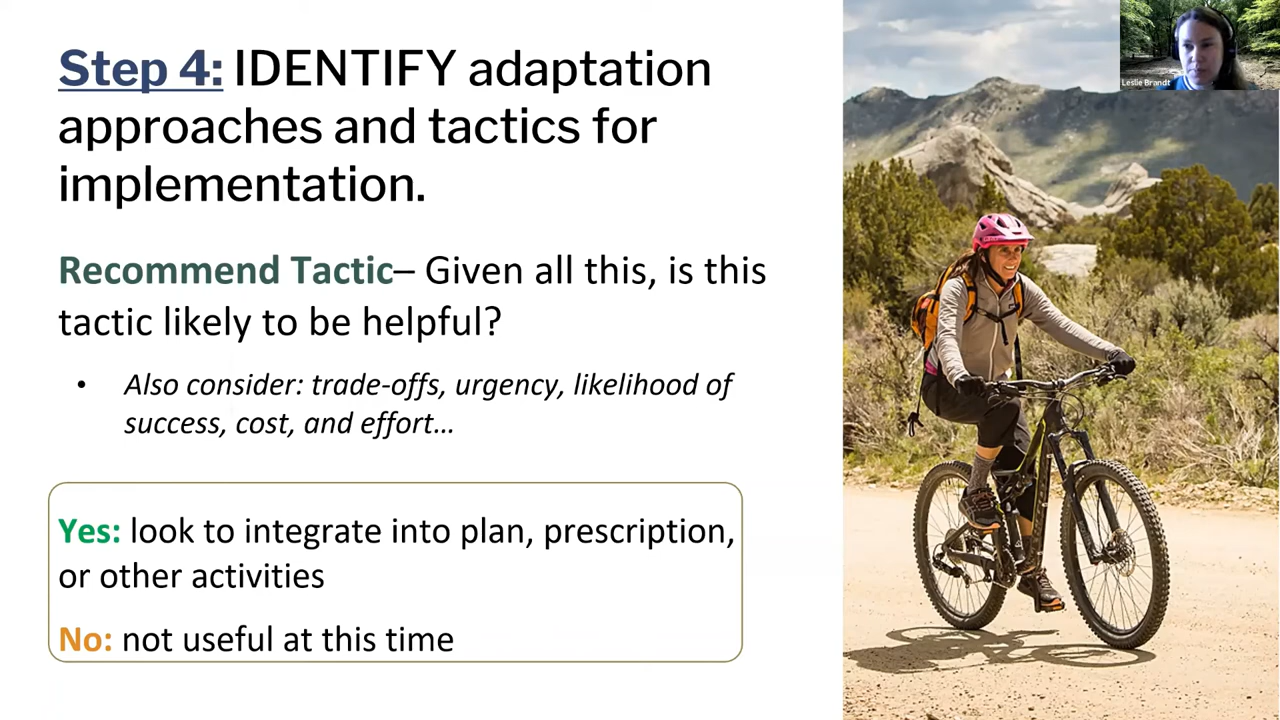 Step 4: IDENTIFY adaptation
approaches and tactics for
implementation.
Recommend Tactic– Given all this, is this
tactic likely to be helpful?
• Also consider: trade-offs, urgency, likelihood of
success, cost, and effort…
Yes: look to integrate into plan, prescription,
or other activities
No: not useful at this time
Leslie Brandt